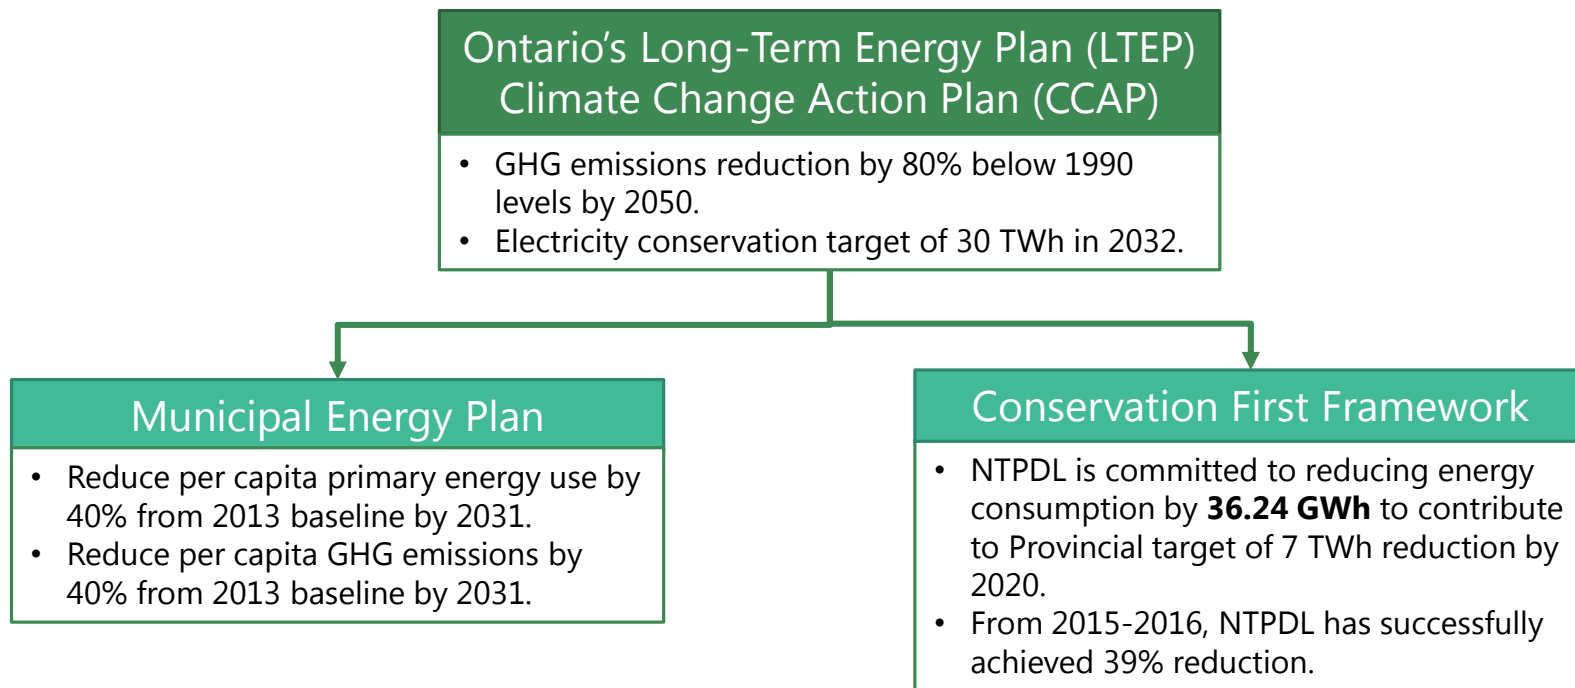 Ontario’s Long-Term Energy Plan (LTEP)
Climate Change Action Plan (CCAP)
• GHG emissions reduction by 80% below 1990
levels by 2050.
• Electricity conservation target of 30 TWh in 2032.
Municipal Energy Plan
• Reduce per capita primary energy use by
40% from 2013 baseline by 2031.
• Reduce per capita GHG emissions by
40% from 2013 baseline by 2031.
Conservation First Framework
• NTPDL is committed to reducing energy
consumption by 36.24 GWh to contribute
to Provincial target of 7 TWh reduction by
2020.
• From 2015-2016, NTPDL has successfully
achieved 39% reduction.